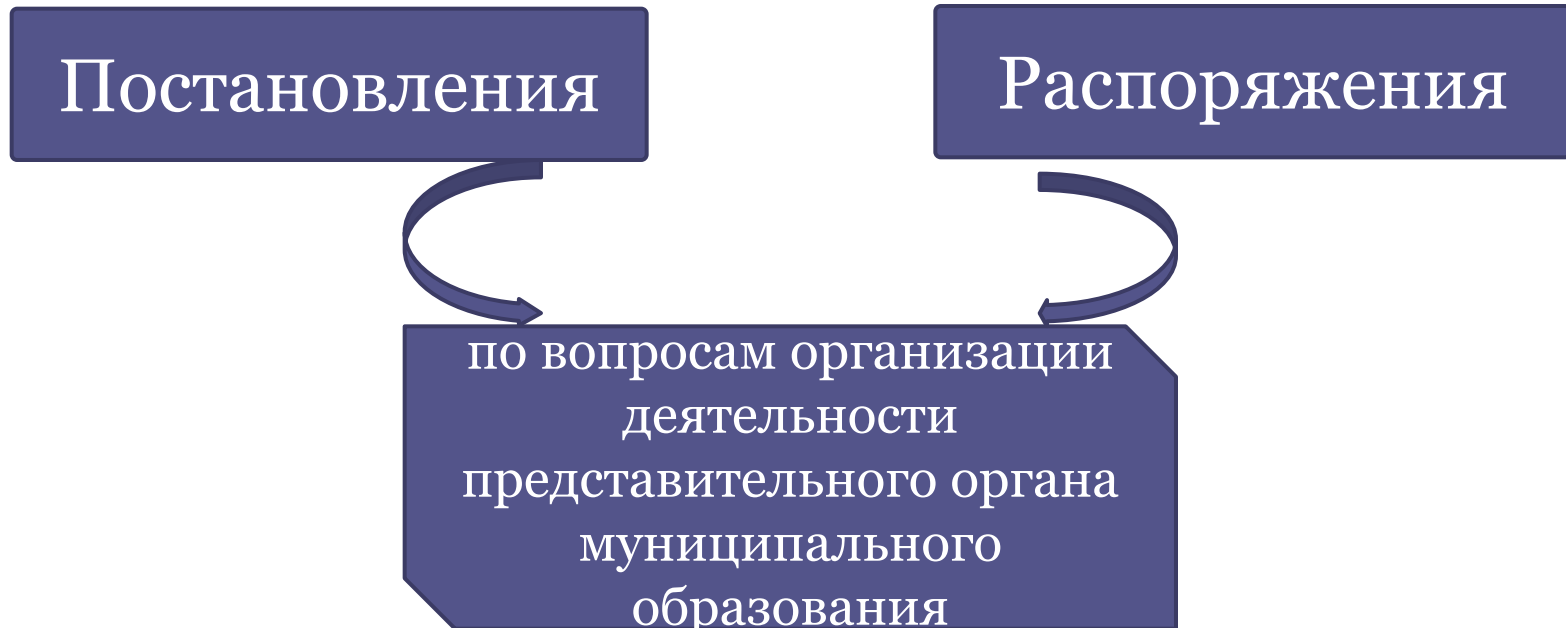 Постановления
Распоряжения
по вопросам организации
деятельности
представительного органа
муниципального
образования